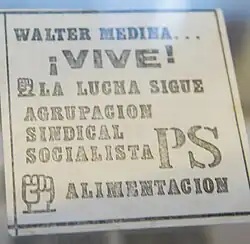 WALTER MEDINA...
¡VIVE!
LA LUCHA SIGUE
AGRUPACION
SINDICAL
SOCIALISTA PS
ALIMENTACION